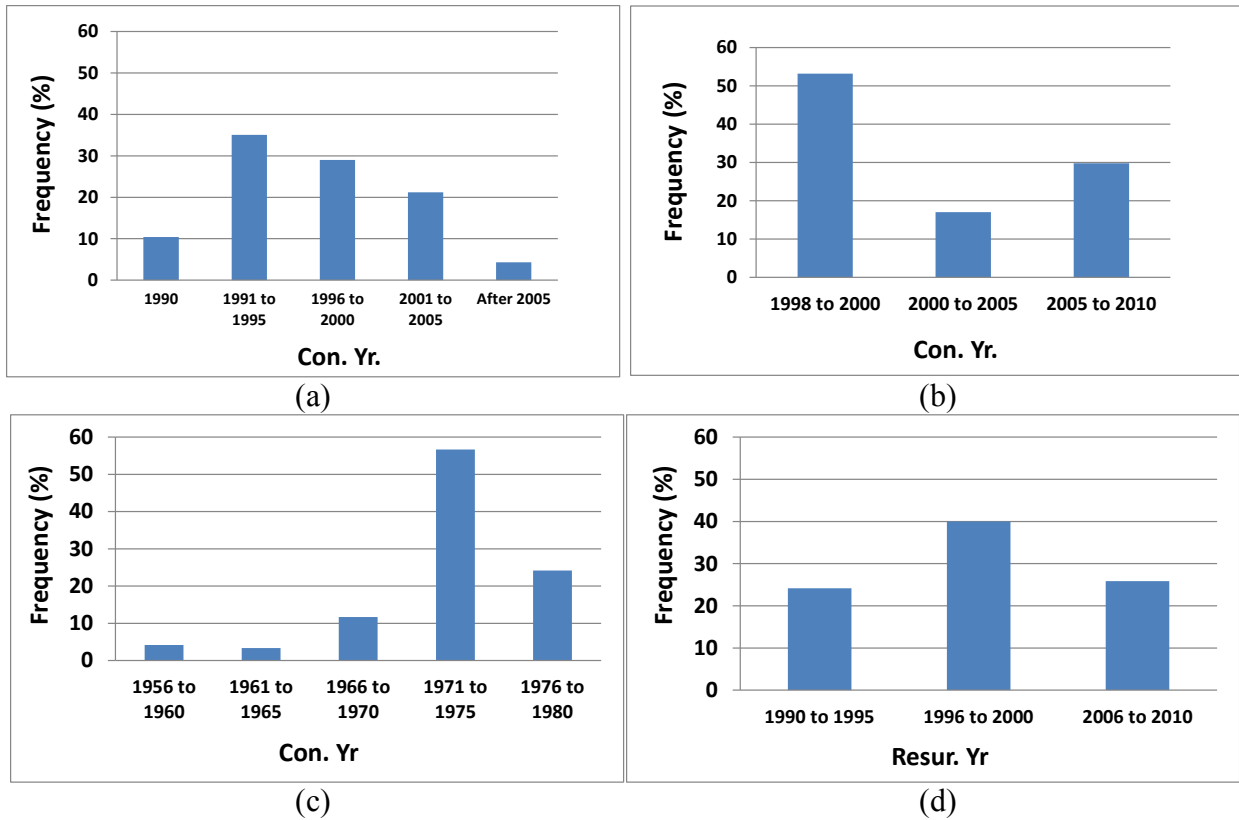 Frequency (%)
60
50
40
30
20
10
0
1990
1991 to
1995
1996 to
2000
2001 to
2005
After 2005
Con. Yr.
(a)
Frequency (%)
60
50
40
30
20
10
0
1998 to 2000
2000 to 2005
2005 to 2010
Con. Yr.
(b)
Frequency (%)
60
50
40
30
20
10
0
1956 to
1960
1961 to
1965
1966 to
1970
1971 to
1975
1976 to
1980
Con. Yr
(c)
Frequency (%)
60
50
40
30
20
10
0
1990 to 1995
1996 to 2000
2006 to 2010
Resur. Yr
(d)